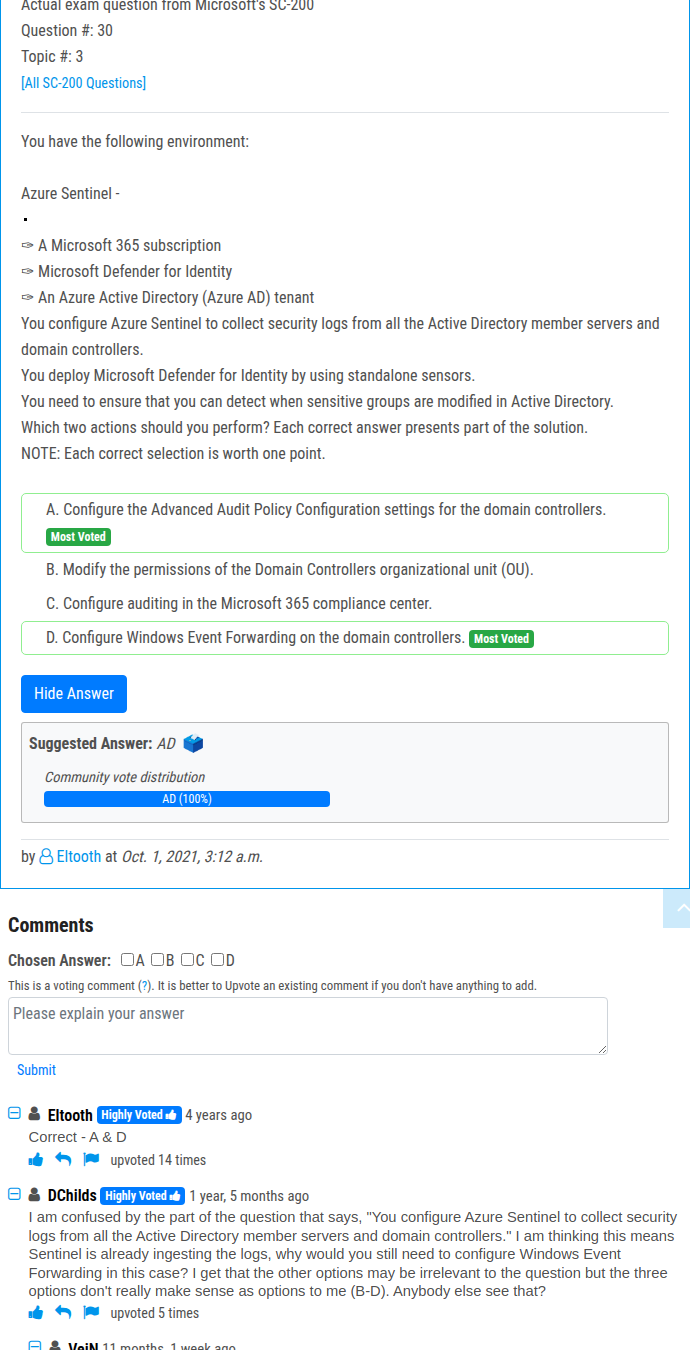 Actual exam question from Microsoft's SC-200
Question #: 30
Topic #: 3
[All SC-200 Questions]
You have the following environment:
Azure Sentinel -
✑ A Microsoft 365 subscription
✑ Microsoft Defender for Identity
✑ An Azure Active Directory (Azure AD) tenant
You configure Azure Sentinel to collect security logs from all the Active Directory member servers and
domain controllers.
You deploy Microsoft Defender for Identity by using standalone sensors.
You need to ensure that you can detect when sensitive groups are modified in Active Directory.
Which two actions should you perform? Each correct answer presents part of the solution.
NOTE: Each correct selection is worth one point.
A. Configure the Advanced Audit Policy Configuration settings for the domain controllers.
Most Voted
B. Modify the permissions of the Domain Controllers organizational unit (OU).
C. Configure auditing in the Microsoft 365 compliance center.
D. Configure Windows Event Forwarding on the domain controllers. Most Voted
Hide Answer
Suggested Answer: AD
Community vote distribution
AD (100%)
by Eltooth at Oct. 1, 2021, 3:12 a.m.
Comments
Chosen Answer: A B C D
This is a voting comment (?). It is better to Upvote an existing comment if you don't have anything to add.
Please explain your answer
Submit
Eltooth Highly Voted 4 years ago
Correct - A & D
upvoted 14 times
DChilds Highly Voted 1 year, 5 months ago
I am confused by the part of the question that says, "You configure Azure Sentinel to collect security
logs from all the Active Directory member servers and domain controllers." I am thinking this means
Sentinel is already ingesting the logs, why would you still need to configure Windows Event
Forwarding in this case? I get that the other options may be irrelevant to the question but the three
options don't really make sense as options to me (B-D). Anybody else see that?
upvoted 5 times
VeiN 11 months, 1 week ago